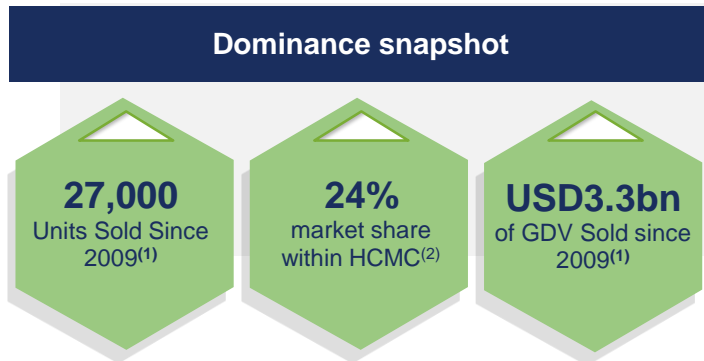 Dominance snapshot
27,000
Units Sold Since
2009(1)
24%
market share
within HCMC(2)
USD3.3bn
of GDV Sold since
2009(1)